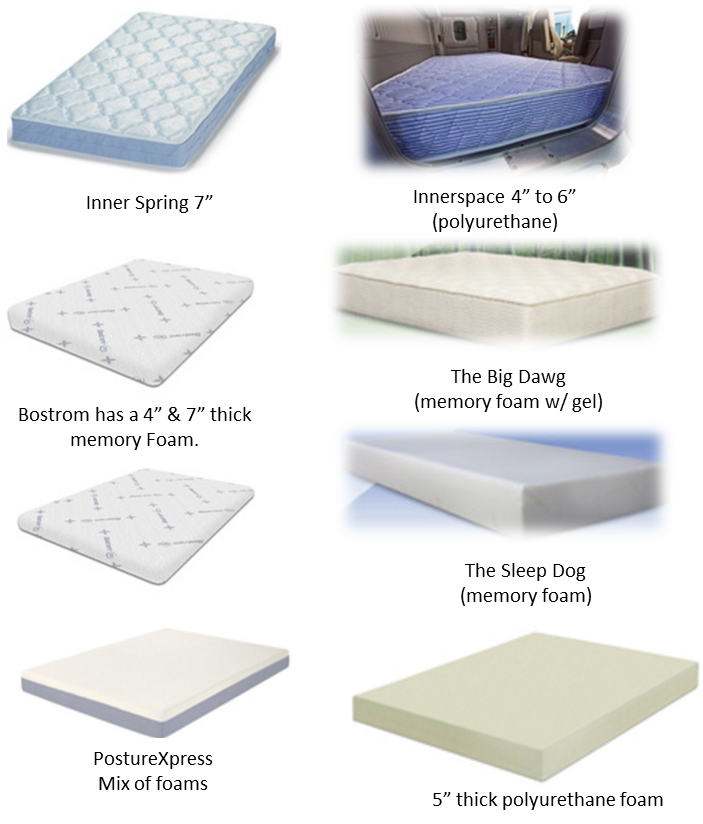 Inner Spring 7”
Innerspace 4” to 6”
(polyurethane)
Bostrom has a 4” & 7” thick
memory Foam.
The Big Dawg
(memory foam w/ gel)
The Sleep Dog
(memory foam)
PostureXpress
Mix of foams
5” thick polyurethane foam